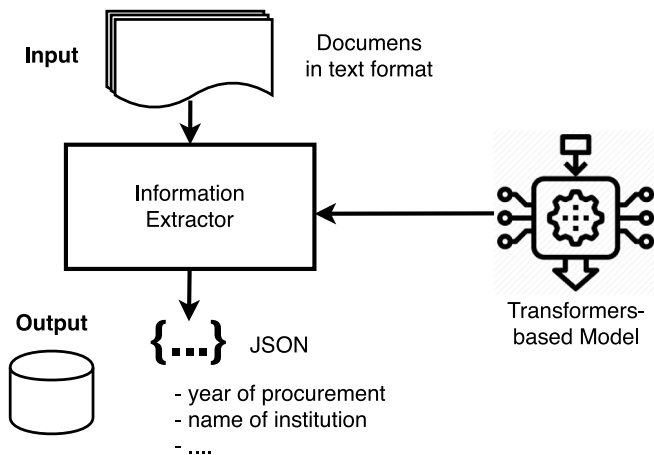 Input
Documens
in text format
Information
Extractor
Transformers-
based Model
Output
{...} JSON
- year of procurement
- name of institution
- ....